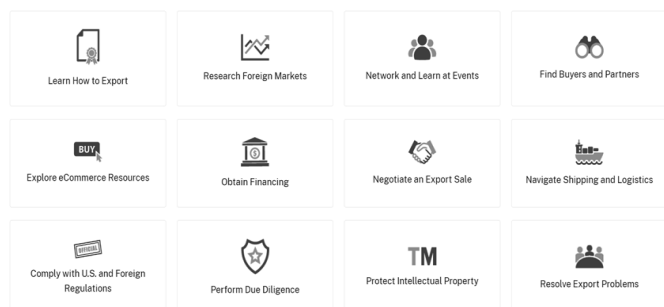 Learn How to Export
Research Foreign Markets
Network and Learn at Events
Find Buyers and Partners
BUY
Explore eCommerce Resources
Obtain Financing
Negotiate an Export Sale
Navigate Shipping and Logistics
OFFICIAL
Comply with U.S. and Foreign
Regulations
Perform Due Diligence
TM
Protect Intellectual Property
Resolve Export Problems